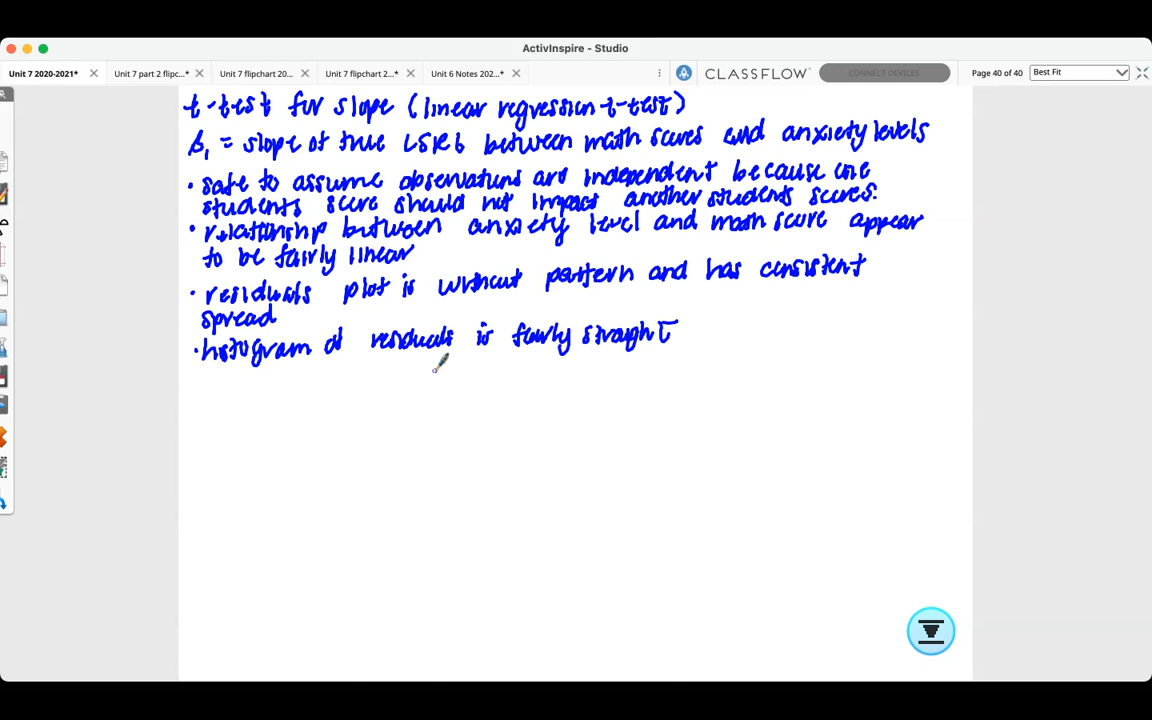 ActivInspire - Studio
Unit 7 2020-2021* Unit 7 part 2 flipc...* Unit 7 flipchart 20... Unit 7 flipchart 2...* Unit 6 Notes 202...* CLASSFLOW CONNECT DEVICES Page 40 of 40 Best Fit
t-test for slope (linear regression t-test)
β₁ = slope of true LSRL between math scores and anxiety levels
• safe to assume observations are independent because one
students score should not impact another students scores.
• relationship between anxiety level and math score appear
to be fairly linear
• residuals plot is without pattern and has consistent
spread
• histogram of residuals is fairly straight